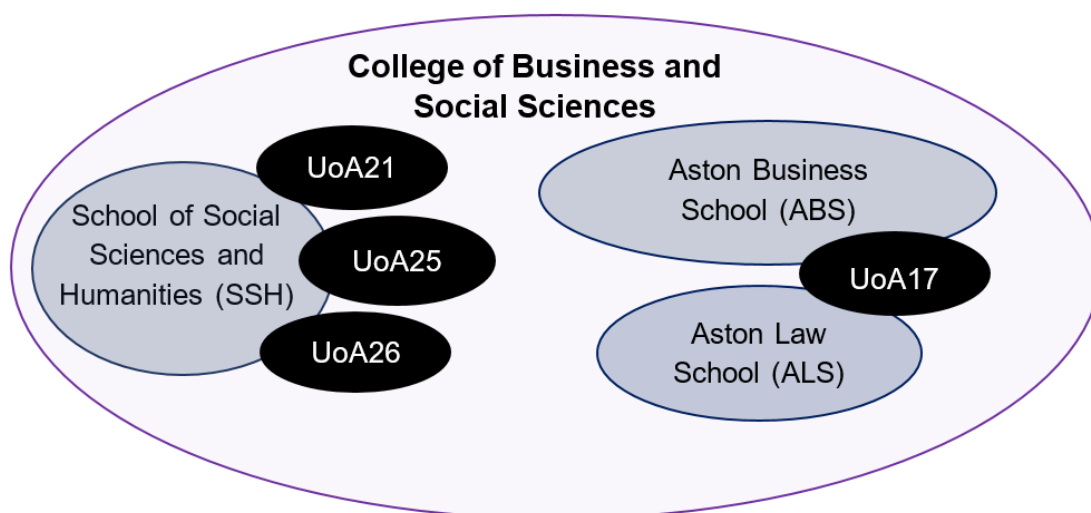 College of Business and
Social Sciences
UoA21
School of Social
Sciences and
Humanities (SSH)
UoA25
UoA26
Aston Business
School (ABS)
UoA17
Aston Law
School (ALS)